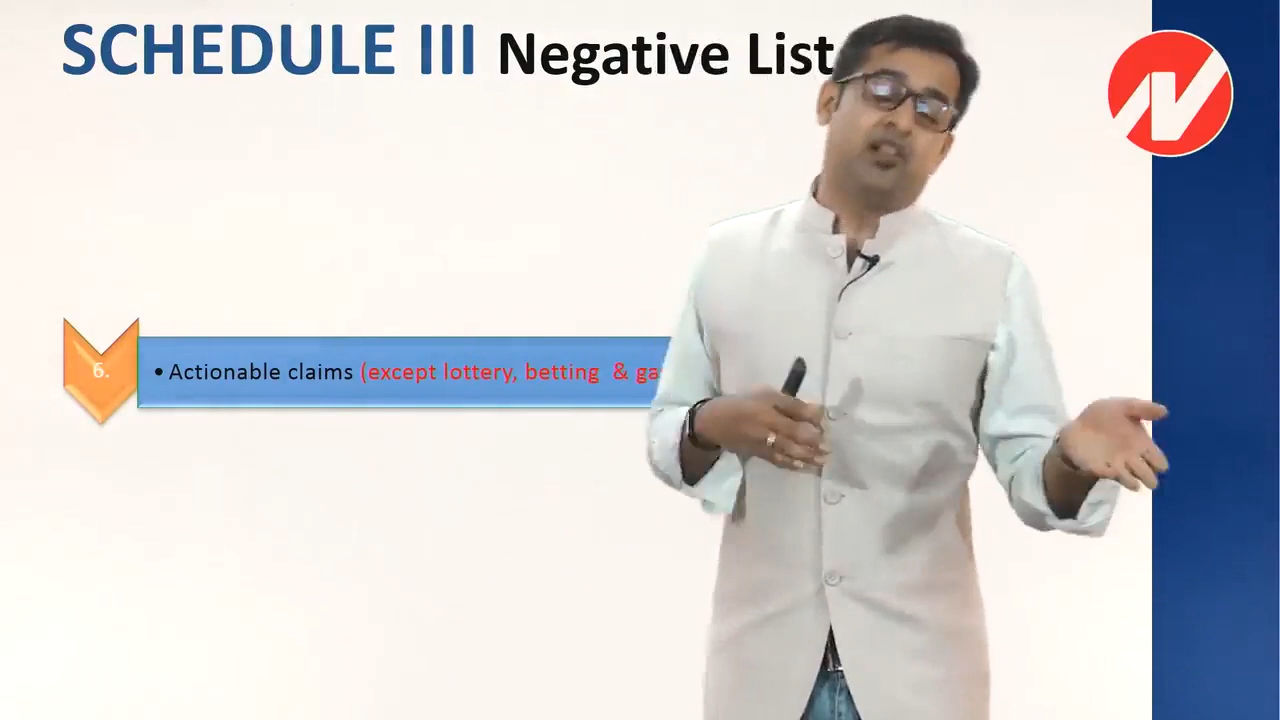 SCHEDULE III Negative List
6.
• Actionable claims (except lottery, betting & ga